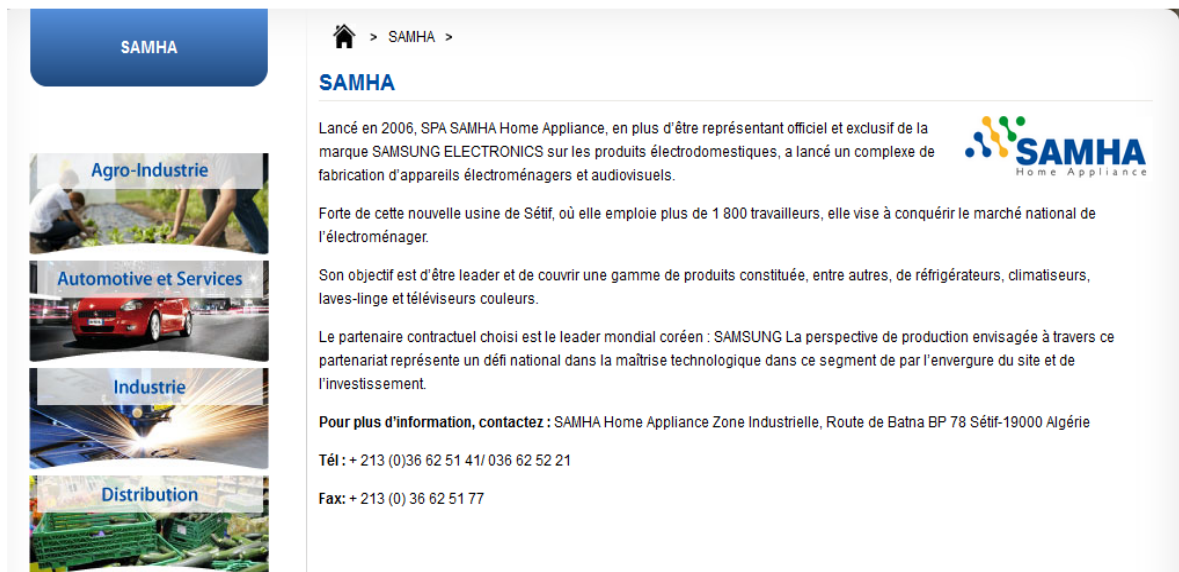 SAMHA
Agro-Industrie
Automotive et Services
Industrie
Distribution
> SAMHA >
SAMHA
SAMHA
Home Appliance
Lancé en 2006, SPA SAMHA Home Appliance, en plus d'être représentant officiel et exclusif de la
marque SAMSUNG ELECTRONICS sur les produits électrodomestiques, a lancé un complexe de
fabrication d'appareils électroménagers et audiovisuels.
Forte de cette nouvelle usine de Sétif, où elle emploie plus de 1 800 travailleurs, elle vise à conquérir le marché national de
l'électroménager.
Son objectif est d'être leader et de couvrir une gamme de produits constituée, entre autres, de réfrigérateurs, climatiseurs,
laves-linge et téléviseurs couleurs.
Le partenaire contractuel choisi est le leader mondial coréen : SAMSUNG La perspective de production envisagée à travers ce
partenariat représente un défi national dans la maîtrise technologique dans ce segment de par l'envergure du site et de
l'investissement.
Pour plus d'information, contactez : SAMHA Home Appliance Zone Industrielle, Route de Batna BP 78 Sétif-19000 Algérie
Tél : + 213 (0)36 62 51 41/ 036 62 52 21
Fax: + 213 (0) 36 62 51 77